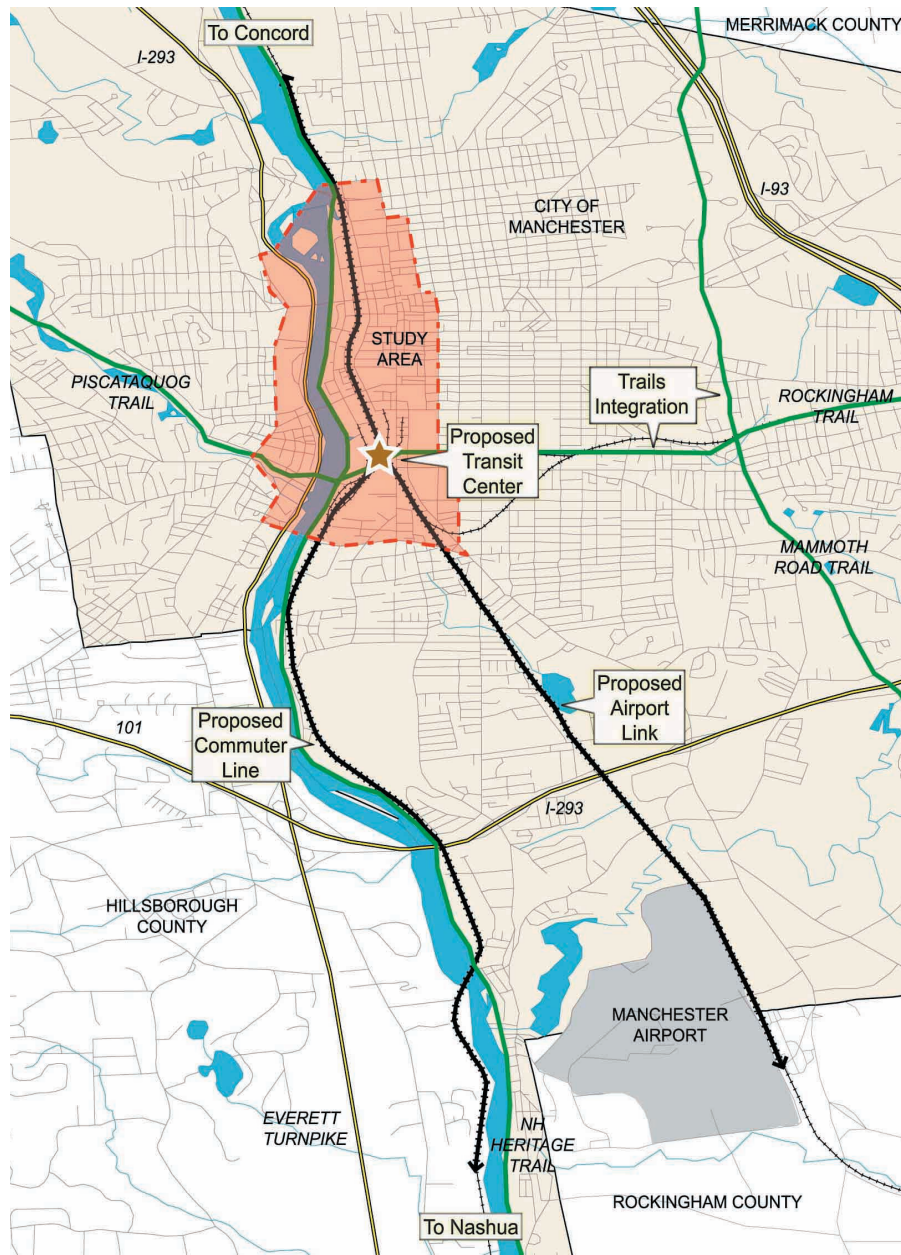 To Concord
MERRIMACK COUNTY
I-293
I-93
CITY OF
MANCHESTER
STUDY
AREA
PISCATAQUOG
TRAIL
Trails
Integration
ROCKINGHAM
TRAIL
Proposed
Transit
Center
MAMMOTH
ROAD TRAIL
Proposed
Airport
Link
101
Proposed
Commuter
Line
I-293
HILLSBOROUGH
COUNTY
MANCHESTER
AIRPORT
EVERETT
TURNPIKE
NH
HERITAGE
TRAIL
ROCKINGHAM COUNTY
To Nashua